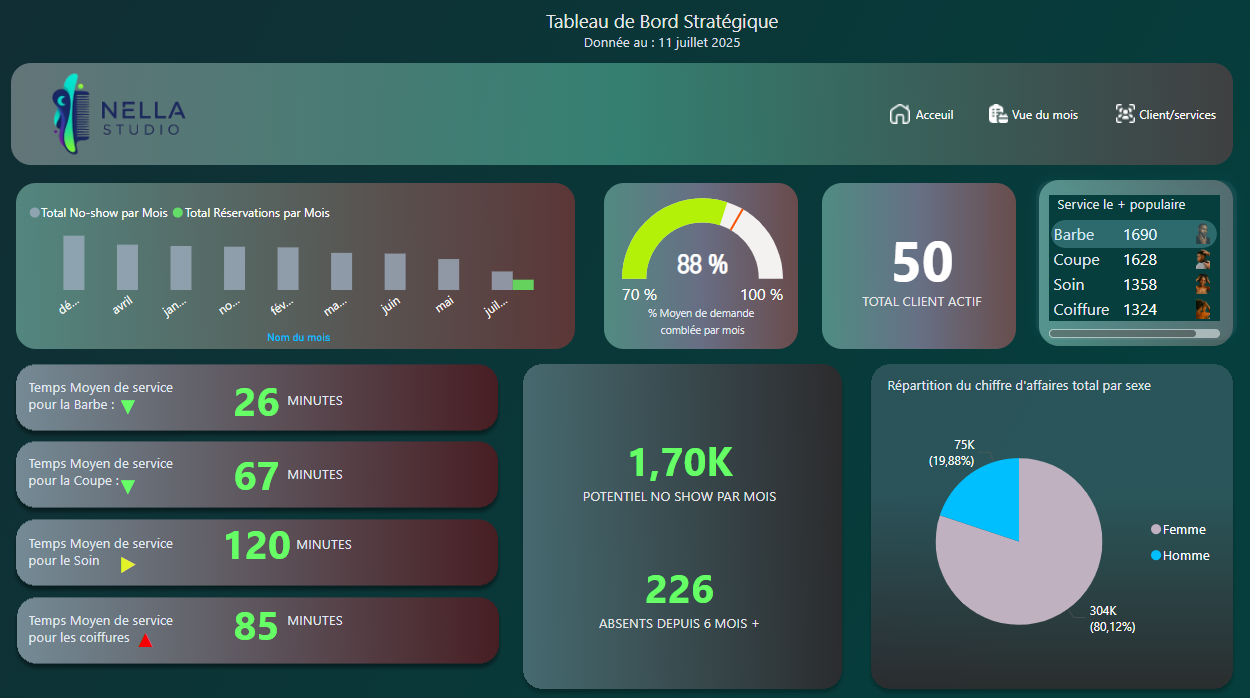 Tableau de Bord Stratégique
Donnée au : 11 juillet 2025
NELLA
STUDIO
Acceuil
Vue du mois
Client/services
Total No-show par Mois
Total Réservations par Mois
dé...
avril
jan...
no...
fév...
ma...
juin
mai
juil...
Nom du mois
88 %
70 %
100 %
% Moyen de demande
comblée par mois
50
TOTAL CLIENT ACTIF
Service le + populaire
Barbe 1690
Coupe 1628
Soin 1358
Coiffure 1324
Temps Moyen de service
pour la Barbe :
26 MINUTES
Temps Moyen de service
pour la Coupe :
67 MINUTES
Temps Moyen de service
pour le Soin
120 MINUTES
Temps Moyen de service
pour les coiffures
85 MINUTES
1,70K
POTENTIEL NO SHOW PAR MOIS
226
ABSENTS DEPUIS 6 MOIS +
Répartition du chiffre d'affaires total par sexe
75K
(19,88%)
Femme
Homme
304K
(80,12%)